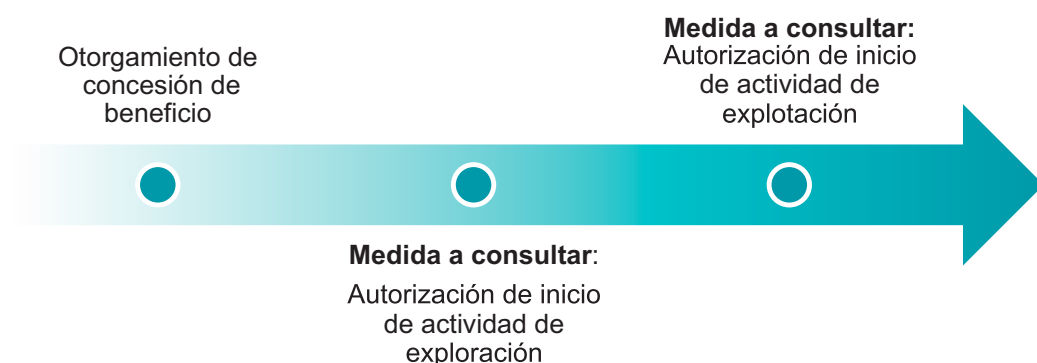 Otorgamiento de
concesión de
beneficio
Medida a consultar:
Autorización de inicio
de actividad de
exploración
Medida a consultar:
Autorización de inicio
de actividad de
explotación